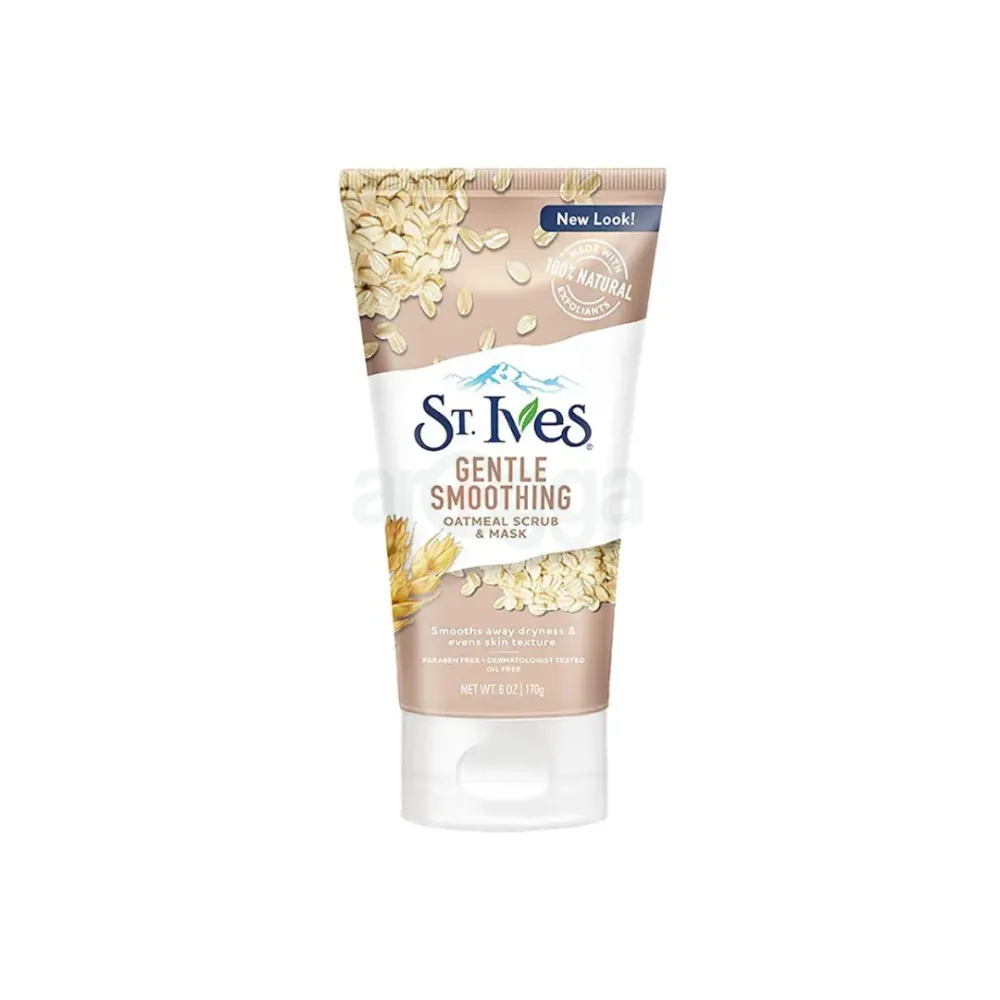 New Look!
MADE WITH
100% NATURAL
EXFOLIANTS
ST. IVES
GENTLE
SMOOTHING
OATMEAL SCRUB
& MASK
Smooths away dryness &
evens skin texture
PARABEN FREE • DERMATOLOGIST TESTED
OIL FREE
NET WT. 6 OZ | 170g